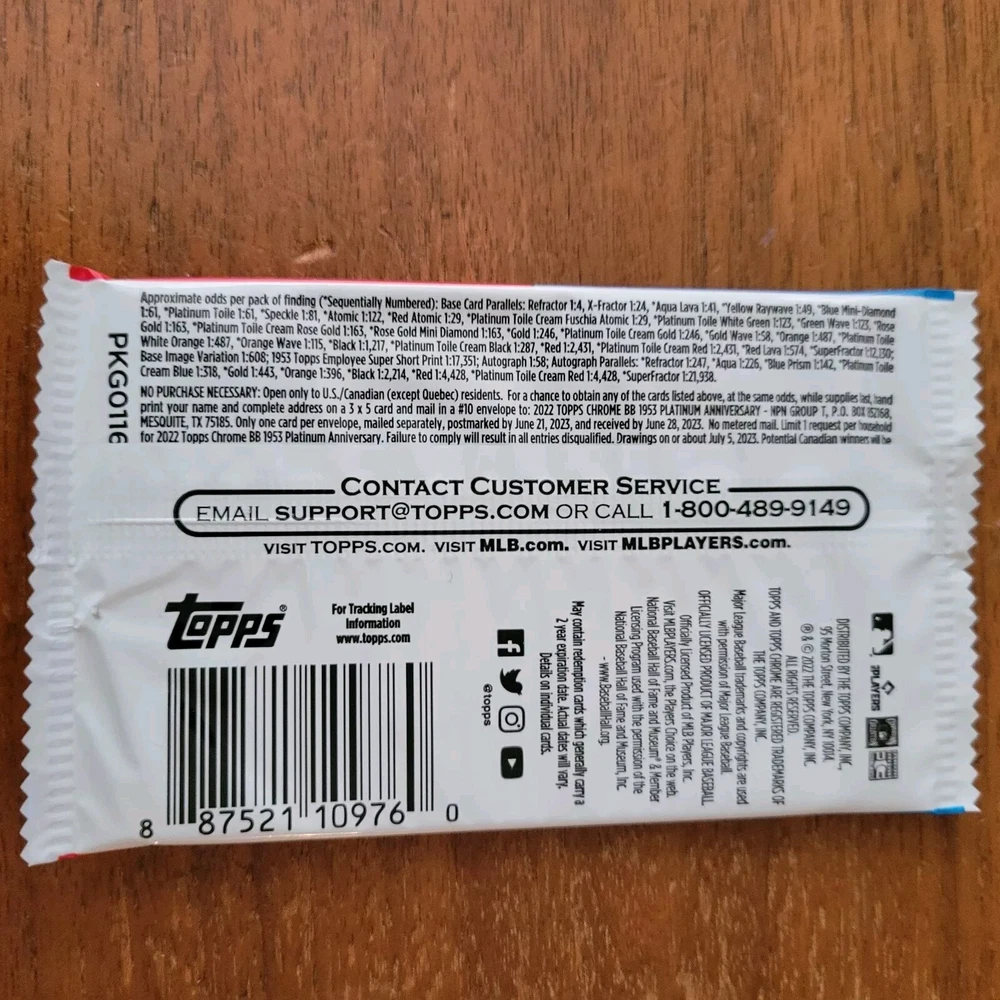 Approximate odds per pack of finding (*Sequentially Numbered): Base Card Parallels: Refractor 1:4, X-Fractor 1:24, *Aqua Lava 1:41, *Yellow Raywave 1:49, *Blue Mini-Diamond
1:61, *Platinum Toile 1:61, *Speckle 1:81, *Atomic 1:122, *Red Atomic 1:29, *Platinum Toile Cream Fuschia Atomic 1:29, *Platinum Toile White Green 1:123, *Green Wave 1:123, *Rose
Gold 1:163, *Platinum Toile Cream Rose Gold 1:163, *Rose Gold Mini Diamond 1:163, *Gold 1:246, *Platinum Toile Cream Gold 1:246, *Gold Wave 1:58, *Orange 1:487, *Platinum Toile
White Orange 1:487, *Orange Wave 1:115, *Black 1:1,217, *Platinum Toile Cream Black 1:287, *Red 1:2,431, *Platinum Toile Cream Red 1:2,431, *Red Lava 1:574, *SuperFractor 1:12,130;
Base Image Variation 1:608; 1953 Topps Employee Super Short Print 1:17,351; Autograph 1:58; Autograph Parallels: *Refractor 1:247, *Aqua 1:226, *Blue Prism 1:142, *Platinum Toile
Cream Blue 1:318, *Gold 1:443, *Orange 1:396, *Black 1:2,214, *Red 1:4,428, *Platinum Toile Cream Red 1:4,428, *SuperFractor 1:21,938.
NO PURCHASE NECESSARY: Open only to U.S./Canadian (except Quebec) residents. For a chance to obtain any of the cards listed above, at the same odds, while supplies last, hand
print your name and complete address on a 3 x 5 card and mail in a #10 envelope to: 2022 TOPPS CHROME BB 1953 PLATINUM ANNIVERSARY - NPN GROUP T, P.O. BOX 152168,
MESQUITE, TX 75185. Only one card per envelope, mailed separately, postmarked by June 21, 2023, and received by June 28, 2023. No metered mail. Limit 1 request per household
for 2022 Topps Chrome BB 1953 Platinum Anniversary. Failure to comply will result in all entries disqualified. Drawings on or about July 5, 2023. Potential Canadian winners will be
PKG0116
CONTACT CUSTOMER SERVICE
EMAIL SUPPORT@TOPPS.COM OR CALL 1-800-489-9149
VISIT TOPPS.COM. VISIT MLB.com. VISIT MLBPLAYERS.com.
topps®
For Tracking Label
Information
www.topps.com
8 87521 10976 0
@topps
May contain redemption cards which generally carry a
2 year expiration date. Actual dates will vary.
Details on individual cards.
DISTRIBUTED BY THE TOPPS COMPANY, INC.,
95 Morton Street, New York, NY 10014.
® & © 2022 THE TOPPS COMPANY, INC.
ALL RIGHTS RESERVED.
TOPPS AND TOPPS CHROME ARE REGISTERED TRADEMARKS OF
THE TOPPS COMPANY, INC.
Major League Baseball trademarks and copyrights are used
with permission of Major League Baseball.
OFFICIALLY LICENSED PRODUCT OF MAJOR LEAGUE BASEBALL.
Officially Licensed Product of MLB Players, Inc.
Visit MLBPLAYERS.com, the Players Choice on the web.
National Baseball Hall of Fame and Museum® & Member
Licensing Program used with the permission of the
National Baseball Hall of Fame and Museum, Inc.
- www.BaseballHall.org.
PLAYERS